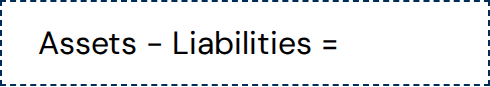 Assets - Liabilities =